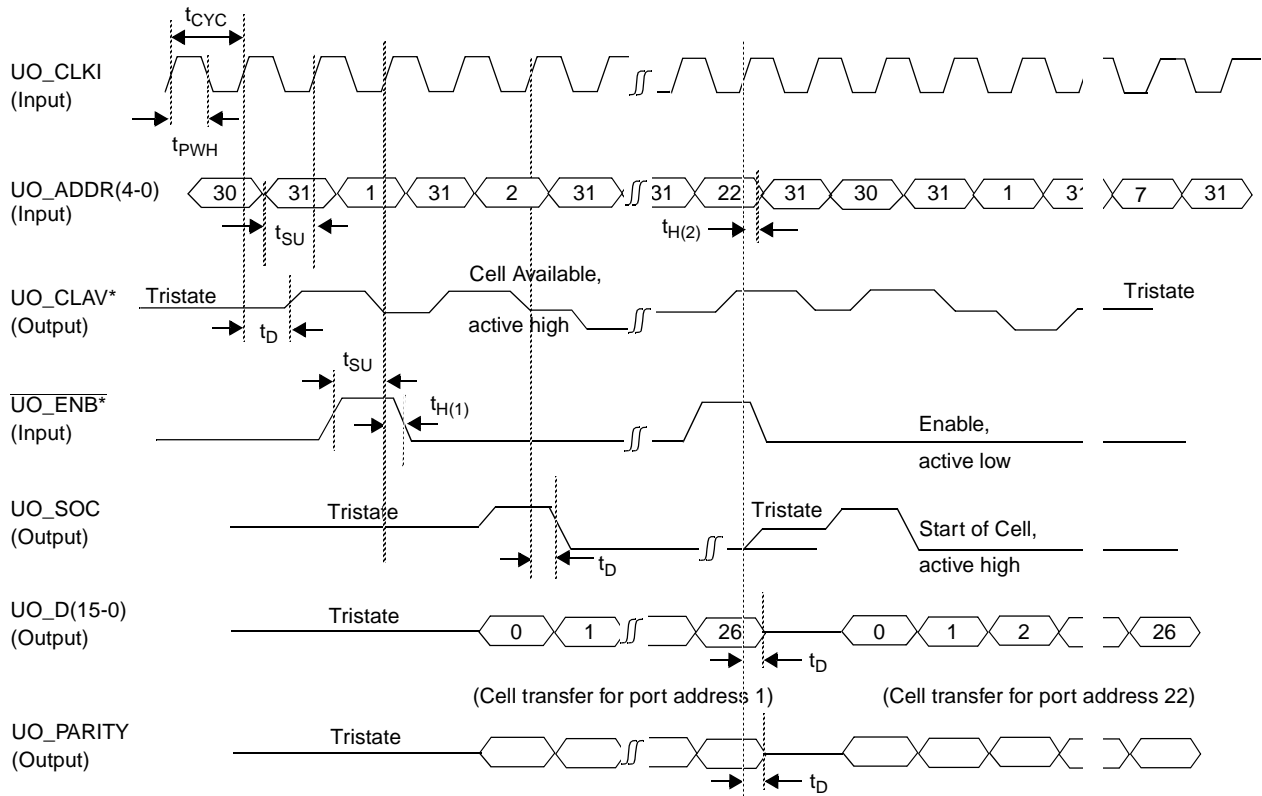 tCYC
UO_CLKI
(Input)
tPWH
UO_ADDR(4-0)
(Input)
30 31 1 31 2 31 31 22 31 30 31 1 31 7 31
tSU
tH(2)
UO_CLAV*
(Output)
Tristate
Cell Available,
active high
Tristate
tD
tSU
UO_ENB*
(Input)
tH(1)
Enable,
active low
UO_SOC
(Output)
Tristate
Tristate
Start of Cell,
active high
tD
UO_D(15-0)
(Output)
Tristate
0 1 26 0 1 2 26
tD
(Cell transfer for port address 1) (Cell transfer for port address 22)
UO_PARITY
(Output)
Tristate
tD